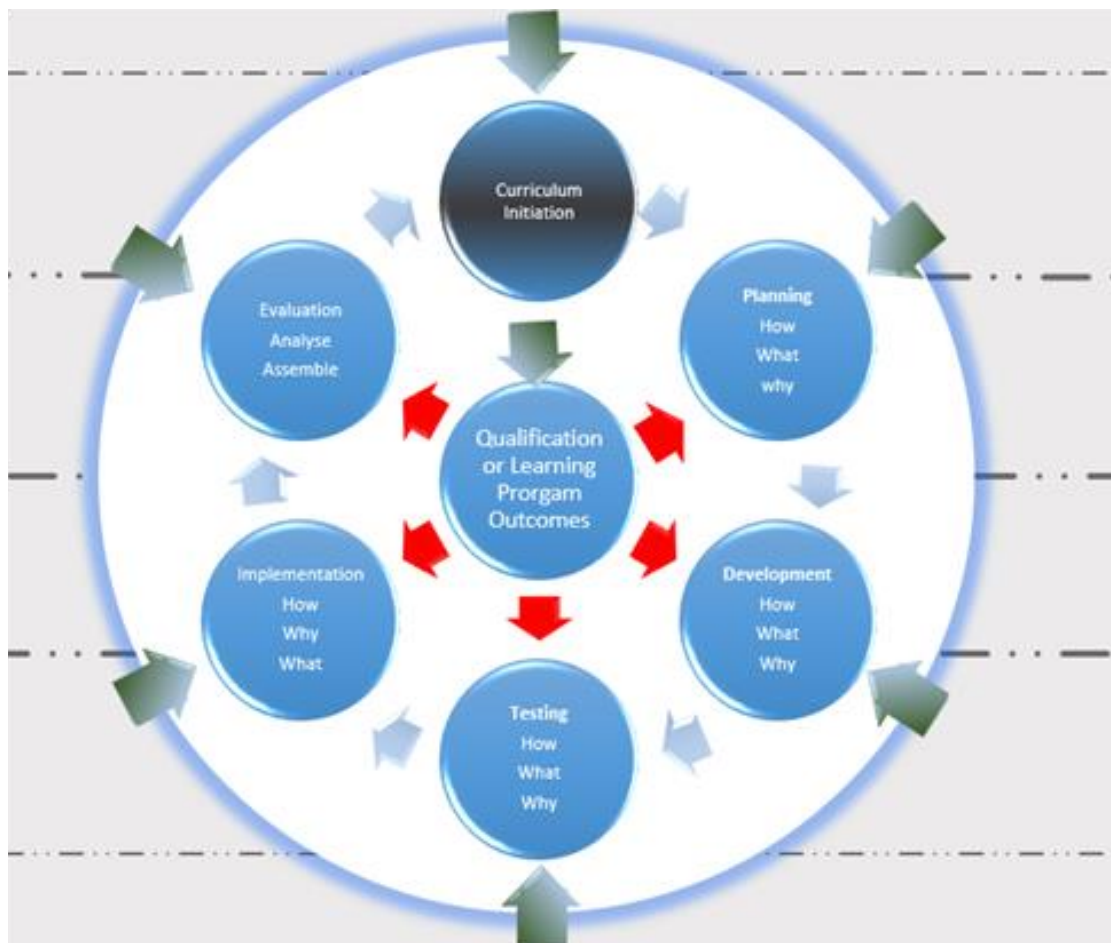 Curriculum
Initiation
Planning
How
What
why
Development
How
What
Why
Testing
How
What
Why
Implementation
How
Why
What
Evaluation
Analyse
Assemble
Qualification
or Learning
Prorgam
Outcomes